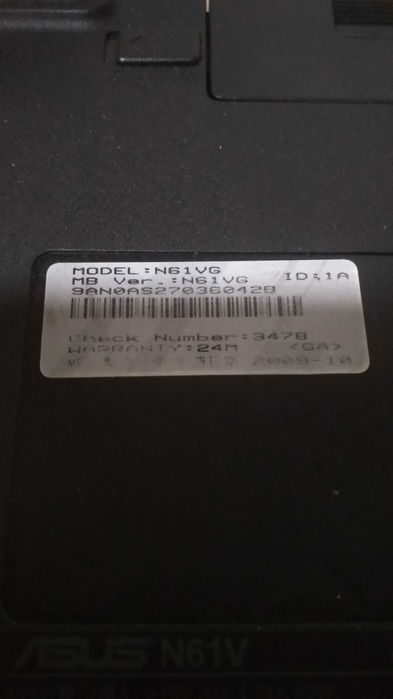 MODEL:N61VG
MB Ver.:N61VG ID:1A
9AN0AS270360428
Check Number:3478
WARRANTY:24M <GA>
2009-10
ASUS N61V